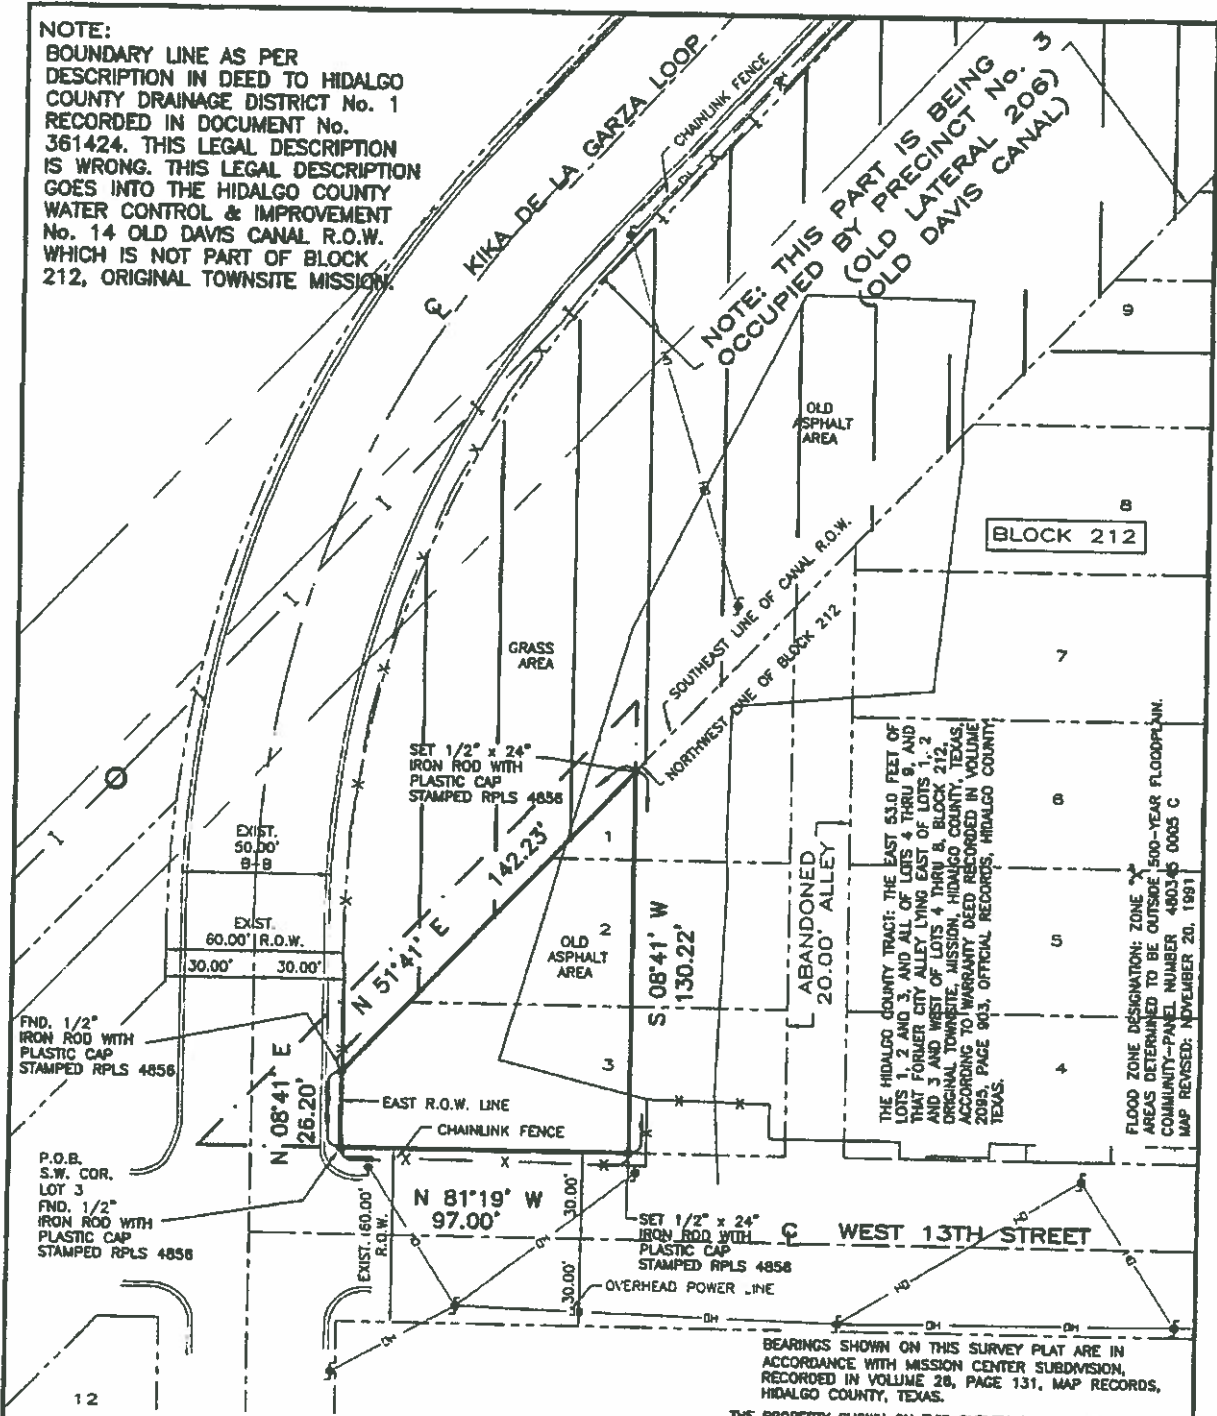 NOTE:
BOUNDARY LINE AS PER
DESCRIPTION IN DEED TO HIDALGO
COUNTY DRAINAGE DISTRICT No. 1
RECORDED IN DOCUMENT No.
361424. THIS LEGAL DESCRIPTION
IS WRONG. THIS LEGAL DESCRIPTION
GOES INTO THE HIDALGO COUNTY
WATER CONTROL & IMPROVEMENT
No. 14 OLD DAVIS CANAL R.O.W.
WHICH IS NOT PART OF BLOCK
212, ORIGINAL TOWNSITE MISSION.
KIKA DE LA GARZA LOOP
CHAINLINK FENCE
NOTE: THIS PART IS BEING
OCCUPIED BY PRECINCT No. 3
(OLD LATERAL 206)
(OLD DAVIS CANAL)
9
OLD
ASPHALT
AREA
8
BLOCK 212
SOUTHEAST LINE OF CANAL R.O.W.
NORTHWEST LINE OF BLOCK 212
GRASS
AREA
7
SET 1/2" x 24"
IRON ROD WITH
PLASTIC CAP
STAMPED RPLS 4856
6
1
EXIST.
50.00'
B-B
N 51°41' E 142.23'
ABANDONED
20.00' ALLEY
THE HIDALGO COUNTY TRACT: THE EAST 53.0 FEET OF
LOTS 1, 2 AND 3, AND ALL OF LOTS 4 THRU 9, AND
THAT FORMER CITY ALLEY LYING EAST OF LOTS 1, 2
AND 3 AND WEST OF LOTS 4 THRU 8, BLOCK 212,
ORIGINAL TOWNSITE, MISSION, HIDALGO COUNTY, TEXAS,
ACCORDING TO WARRANTY DEED RECORDED IN VOLUME
2095, PAGE 903, OFFICIAL RECORDS, HIDALGO COUNTY
TEXAS.
FLOOD ZONE DESIGNATION: ZONE "X"
AREAS DETERMINED TO BE OUTSIDE 500-YEAR FLOODPLAIN.
COMMUNITY-PANEL NUMBER 480345 0005 C
MAP REVISED: NOVEMBER 20, 1991
EXIST.
60.00' R.O.W.
30.00' 30.00'
2
OLD
ASPHALT
AREA
S 08°41' W
130.22'
5
FND. 1/2"
IRON ROD WITH
PLASTIC CAP
STAMPED RPLS 4856
N 08°41' E
26.20'
3
4
EAST R.O.W. LINE
CHAINLINK FENCE
P.O.B.
S.W. COR.
LOT 3
FND. 1/2"
IRON ROD WITH
PLASTIC CAP
STAMPED RPLS 4856
EXIST. 60.00'
R.O.W.
N 81°19' W
97.00'
30.00'
30.00'
SET 1/2" x 24"
IRON ROD WITH
PLASTIC CAP
STAMPED RPLS 4856
WEST 13TH STREET
OVERHEAD POWER LINE
BEARINGS SHOWN ON THIS SURVEY PLAT ARE IN
ACCORDANCE WITH MISSION CENTER SUBDIVISION,
RECORDED IN VOLUME 28, PAGE 131, MAP RECORDS,
HIDALGO COUNTY, TEXAS.
12